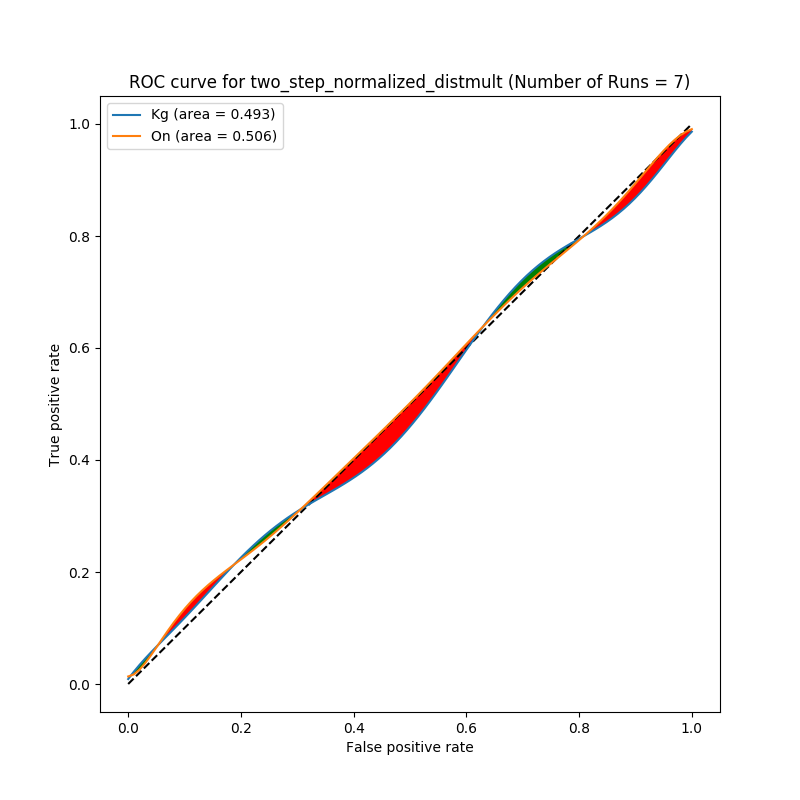 ROC curve for two_step_normalized_distmult (Number of Runs = 7)
Kg (area = 0.493)
On (area = 0.506)
1.0
0.8
0.6
0.4
0.2
0.0
True positive rate
0.0 0.2 0.4 0.6 0.8 1.0
False positive rate